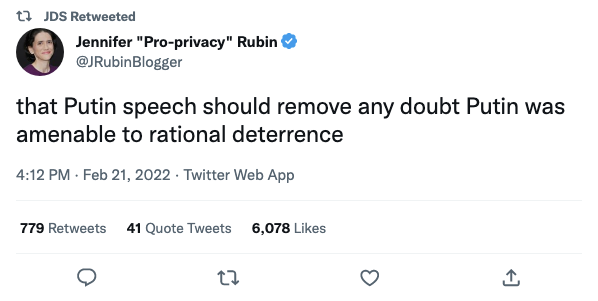 JDS Retweeted
Jennifer "Pro-privacy" Rubin
@JRubinBlogger
that Putin speech should remove any doubt Putin was
amenable to rational deterrence
4:12 PM · Feb 21, 2022 · Twitter Web App
779 Retweets 41 Quote Tweets 6,078 Likes